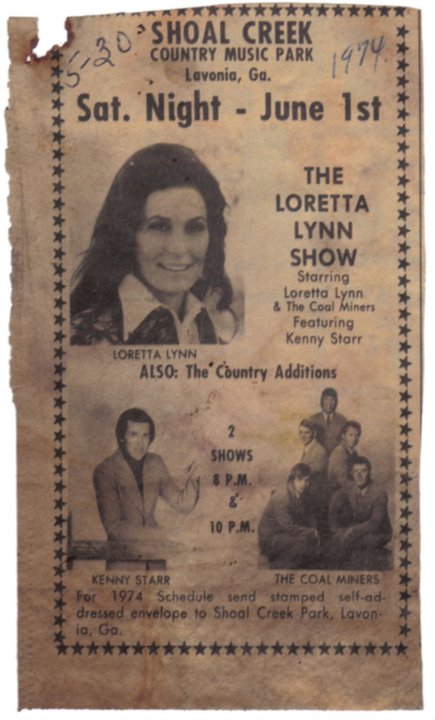 SHOAL CREEK
5-30
1974
COUNTRY MUSIC PARK
Lavonia, Ga.
Sat. Night - June 1st
THE
LORETTA
LYNN
SHOW
Starring
Loretta Lynn
& The Coal Miners
Featuring
Kenny Starr
LORETTA LYNN
ALSO: The Country Additions
2
SHOWS
8 P.M.
&
10 P.M.
KENNY STARR
THE COAL MINERS
For 1974 Schedule send stamped self-ad-
dressed envelope to Shoal Creek Park, Lavon-
ia, Ga.